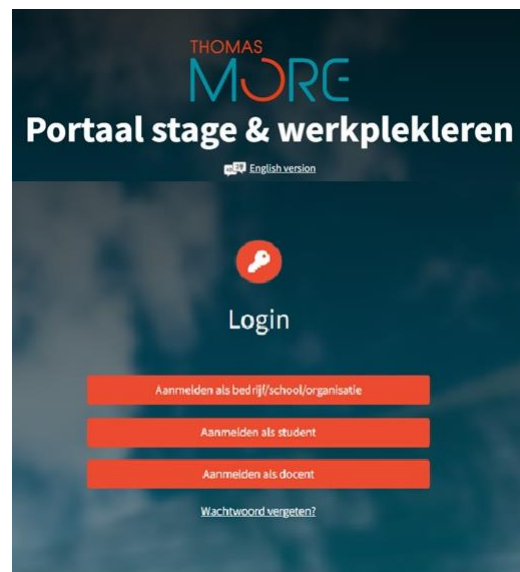 THOMAS
MORE
Portaal stage & werkplekleren
English version
Login
Aanmelden als bedrijf/school/organisatie
Aanmelden als student
Aanmelden als docent
Wachtwoord vergeten?